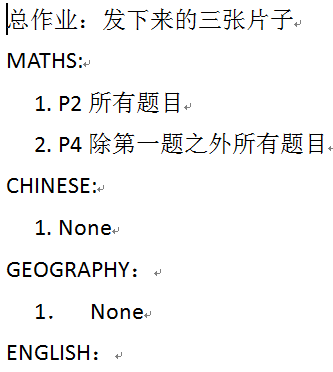 总作业：发下来的三张片子
MATHS:
1. P2 所有题目
2. P4 除第一题之外所有题目
CHINESE:
1. None
GEOGRAPHY：
1. None
ENGLISH：